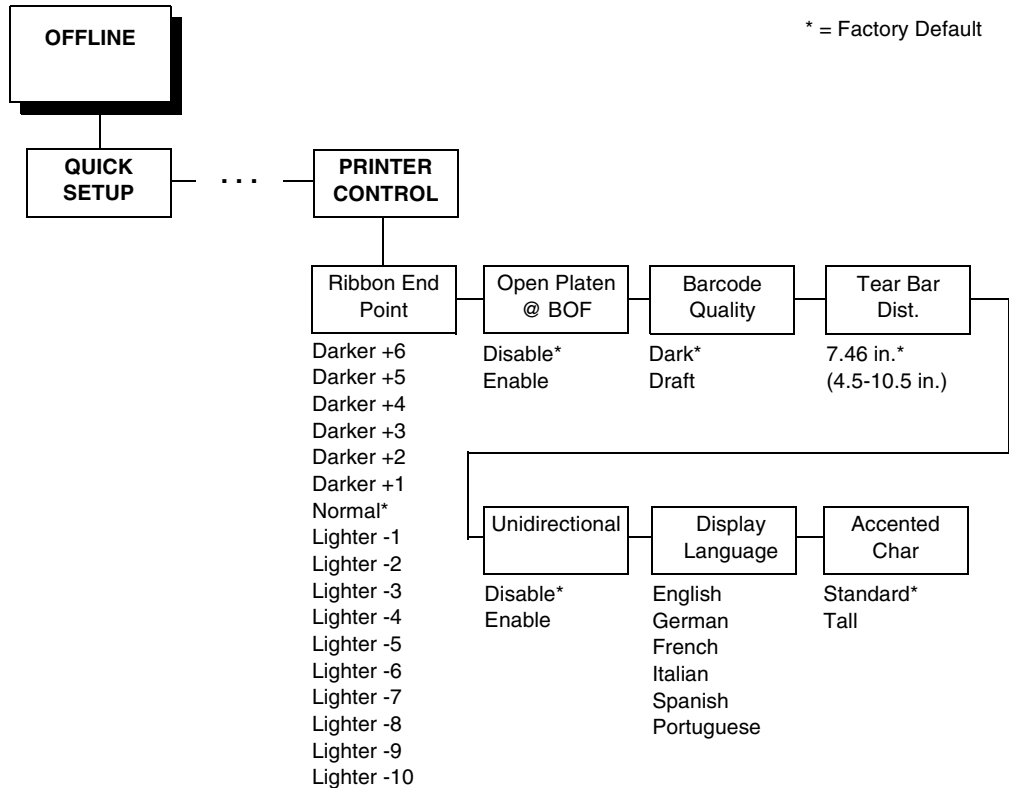 OFFLINE
* = Factory Default
QUICK
SETUP
. . .
PRINTER
CONTROL
Ribbon End
Point
Darker +6
Darker +5
Darker +4
Darker +3
Darker +2
Darker +1
Normal*
Lighter -1
Lighter -2
Lighter -3
Lighter -4
Lighter -5
Lighter -6
Lighter -7
Lighter -8
Lighter -9
Lighter -10
Open Platen
@ BOF
Disable*
Enable
Barcode
Quality
Dark*
Draft
Tear Bar
Dist.
7.46 in.*
(4.5-10.5 in.)
Unidirectional
Disable*
Enable
Display
Language
English
German
French
Italian
Spanish
Portuguese
Accented
Char
Standard*
Tall